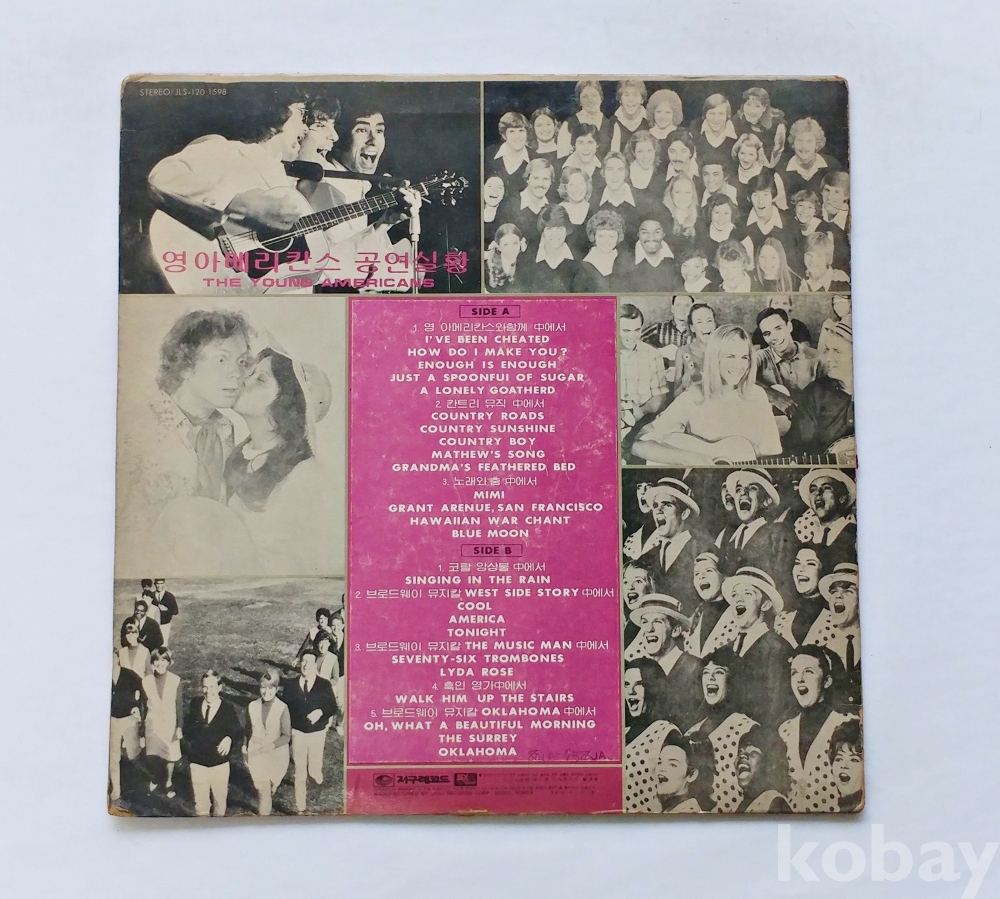 STEREO/JLS-120 1598
영아메리칸스 공연실황
THE YOUNG AMERICANS
SIDE A
1. 영 아메리칸스와함께 中에서
I'VE BEEN CHEATED
HOW DO I MAKE YOU?
ENOUGH IS ENOUGH
JUST A SPOONFUI OF SUGAR
A LONELY GOATHERD
2. 칸트리 뮤직 中에서
COUNTRY ROADS
COUNTRY SUNSHINE
COUNTRY BOY
MATHEW'S SONG
GRANDMA'S FEATHERED BED
3. 노래와 춤 中에서
MIMI
GRANT ARENUE, SAN FRANCISCO
HAWAIIAN WAR CHANT
BLUE MOON
SIDE B
1. 코랄 앙상블 中에서
SINGING IN THE RAIN
2. 브로드웨이 뮤지칼 WEST SIDE STORY 中에서
COOL
AMERICA
TONIGHT
3. 브로드웨이 뮤지칼 THE MUSIC MAN 中에서
SEVENTY-SIX TROMBONES
LYDA ROSE
4. 흑인 영가中에서
WALK HIM UP THE STAIRS
5. 브로드웨이 뮤지칼 OKLAHOMA 中에서
OH, WHAT A BEAUTIFUL MORNING
THE SURREY
OKLAHOMA
지구레코드
kobay